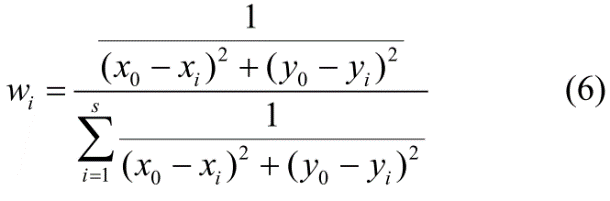 $$w_i = \frac{\frac{1}{(x_0 - x_i)^2 + (y_0 - y_i)^2}}{\sum_{i=1}^{s} \frac{1}{(x_0 - x_i)^2 + (y_0 - y_i)^2}} \quad (6)$$